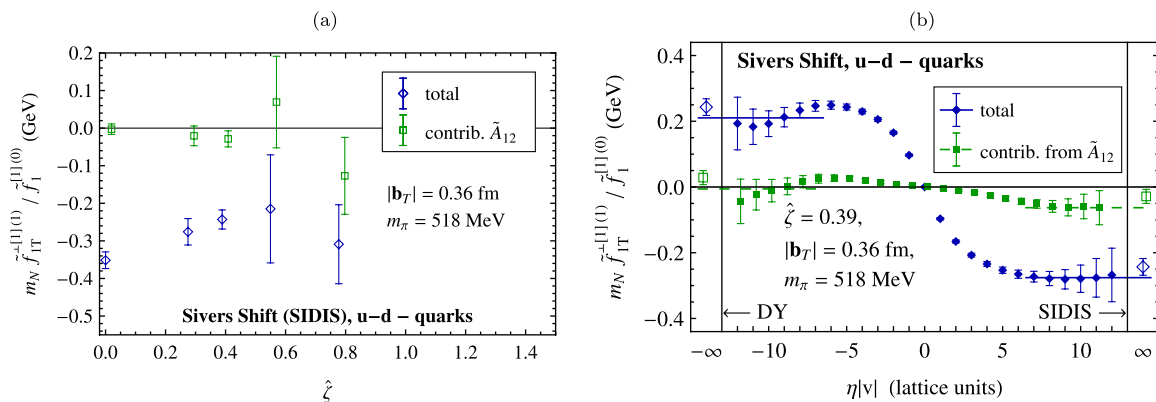 (a)
m_N f̃_{1T}^{⊥[1](1)} / f̃_1^{[1](0)} (GeV)
0.2
0.1
0.0
−0.1
−0.2
−0.3
−0.4
−0.5
total
contrib. Ã₁₂
|b_T| = 0.36 fm
m_π = 518 MeV
Sivers Shift (SIDIS), u−d − quarks
0.0 0.2 0.4 0.6 0.8 1.0 1.2 1.4
ζ̂
(b)
m_N f̃_{1T}^{⊥[1](1)} / f̃_1^{[1](0)} (GeV)
0.4
0.2
0.0
−0.2
−0.4
Sivers Shift, u−d − quarks
total
contrib. from Ã₁₂
ζ̂ = 0.39,
|b_T| = 0.36 fm,
m_π = 518 MeV
← DY
SIDIS →
−∞ −10 −5 0 5 10 ∞
η|v| (lattice units)